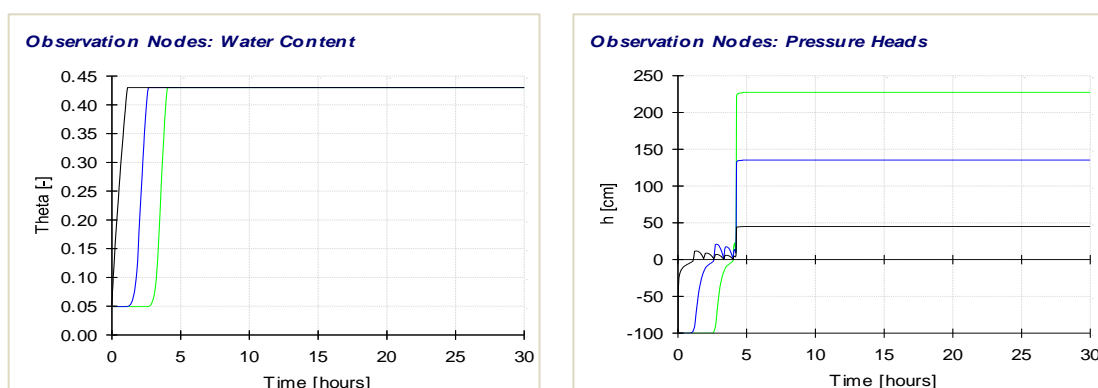 Observation Nodes: Water Content
Theta [-]
0.45
0.40
0.35
0.30
0.25
0.20
0.15
0.10
0.05
0.00
0 5 10 15 20 25 30
Time [hours]
Observation Nodes: Pressure Heads
h [cm]
250
200
150
100
50
0
-50
-100
0 5 10 15 20 25 30
Time [hours]